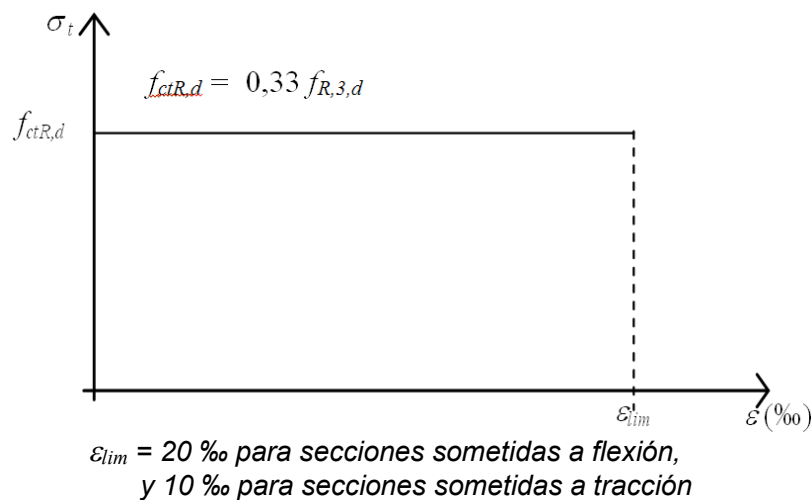 σt
fctR,d = 0,33 fR,3,d
fctR,d
εlim
ε (‰)
εlim = 20 ‰ para secciones sometidas a flexión,
y 10 ‰ para secciones sometidas a tracción